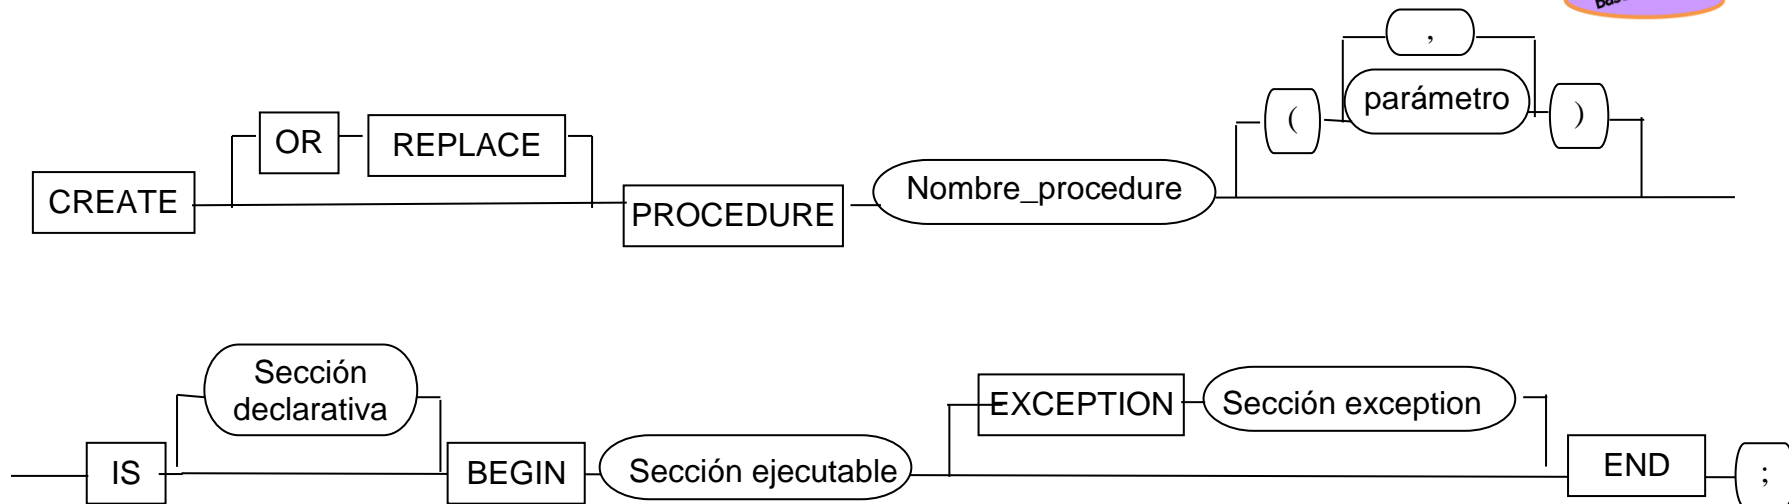 ,
( parámetro )
OR REPLACE
CREATE PROCEDURE Nombre_procedure
Sección
declarativa
EXCEPTION Sección exception
IS BEGIN Sección ejecutable END ;